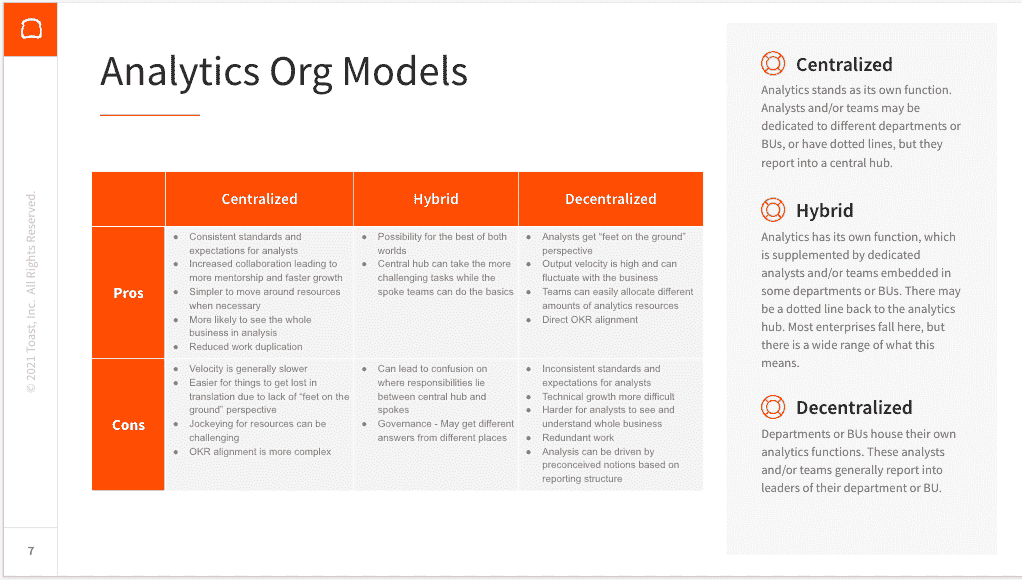 Analytics Org Models
Centralized
Hybrid
Decentralized
Pros
● Consistent standards and
expectations for analysts
● Increased collaboration leading to
more mentorship and faster growth
● Simpler to move around resources
when necessary
● More likely to see the whole
business in analysis
● Reduced work duplication
● Possibility for the best of both
worlds
● Central hub can take the more
challenging tasks while the
spoke teams can do the basics
● Analysts get “feet on the ground”
perspective
● Output velocity is high and can
fluctuate with the business
● Teams can easily allocate different
amounts of analytics resources
● Direct OKR alignment
Cons
● Velocity is generally slower
● Easier for things to get lost in
translation due to lack of “feet on the
ground” perspective
● Jockeying for resources can be
challenging
● OKR alignment is more complex
● Can lead to confusion on
where responsibilities lie
between central hub and
spokes
● Governance - May get different
answers from different places
● Inconsistent standards and
expectations for analysts
● Technical growth more difficult
● Harder for analysts to see and
understand whole business
● Redundant work
● Analysis can be driven by
preconceived notions based on
reporting structure
Centralized
Analytics stands as its own function.
Analysts and/or teams may be
dedicated to different departments or
BUs, or have dotted lines, but they
report into a central hub.
Hybrid
Analytics has its own function, which
is supplemented by dedicated
analysts and/or teams embedded in
some departments or BUs. There may
be a dotted line back to the analytics
hub. Most enterprises fall here, but
there is a wide range of what this
means.
Decentralized
Departments or BUs house their own
analytics functions. These analysts
and/or teams generally report into
leaders of their department or BU.
© 2021 Toast, Inc. All Rights Reserved.
7